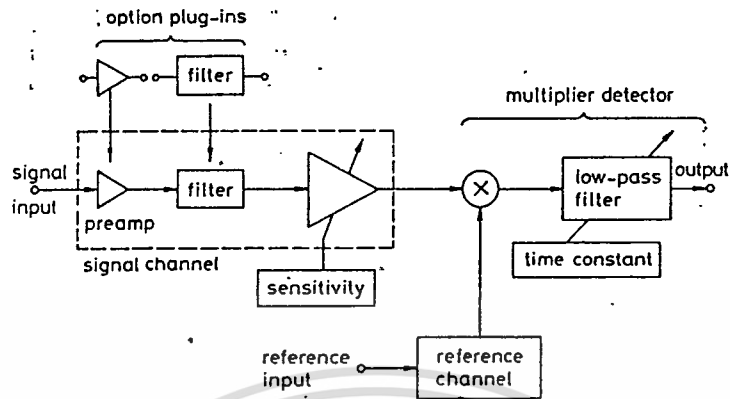 option plug-ins
filter
multiplier detector
signal
input
preamp
filter
low-pass
filter
output
signal channel
sensitivity
time constant
reference
input
reference
channel